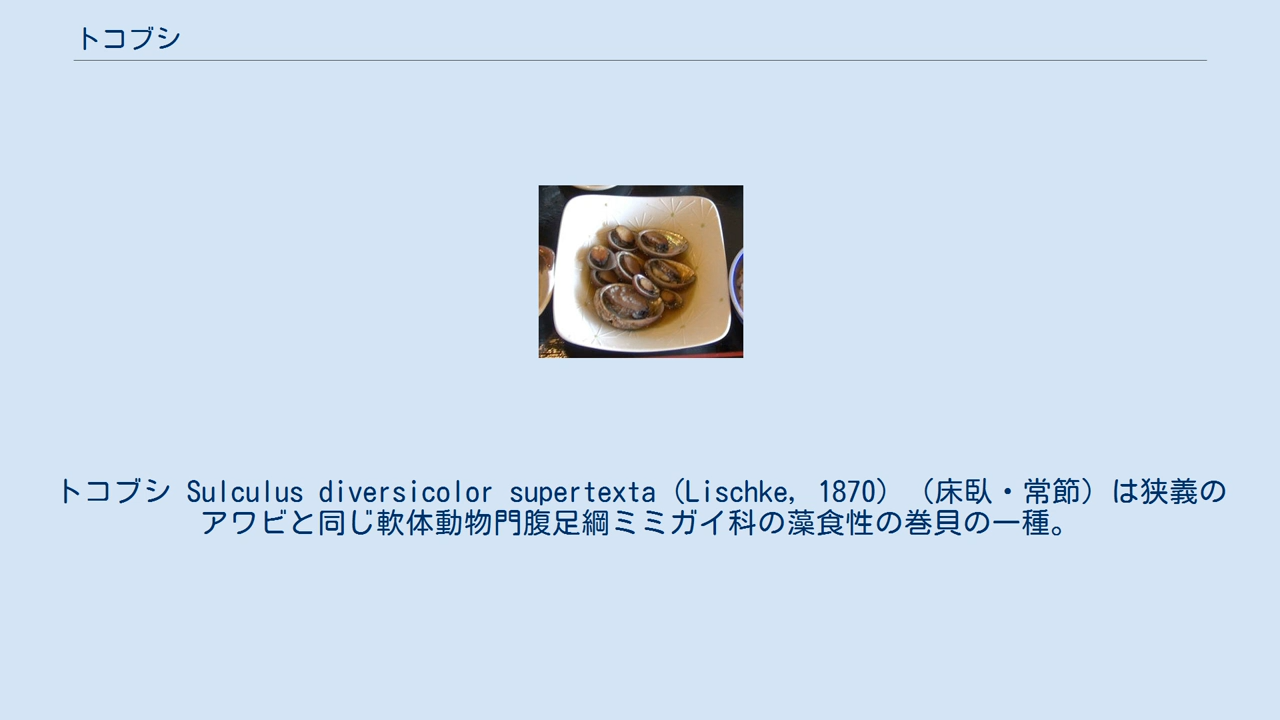 トコブシ
トコブシ Sulculus diversicolor supertexta (Lischke, 1870) (床臥・常節) は狭義の
アワビと同じ軟体動物門腹足綱ミミガイ科の藻食性の巻貝の一種。